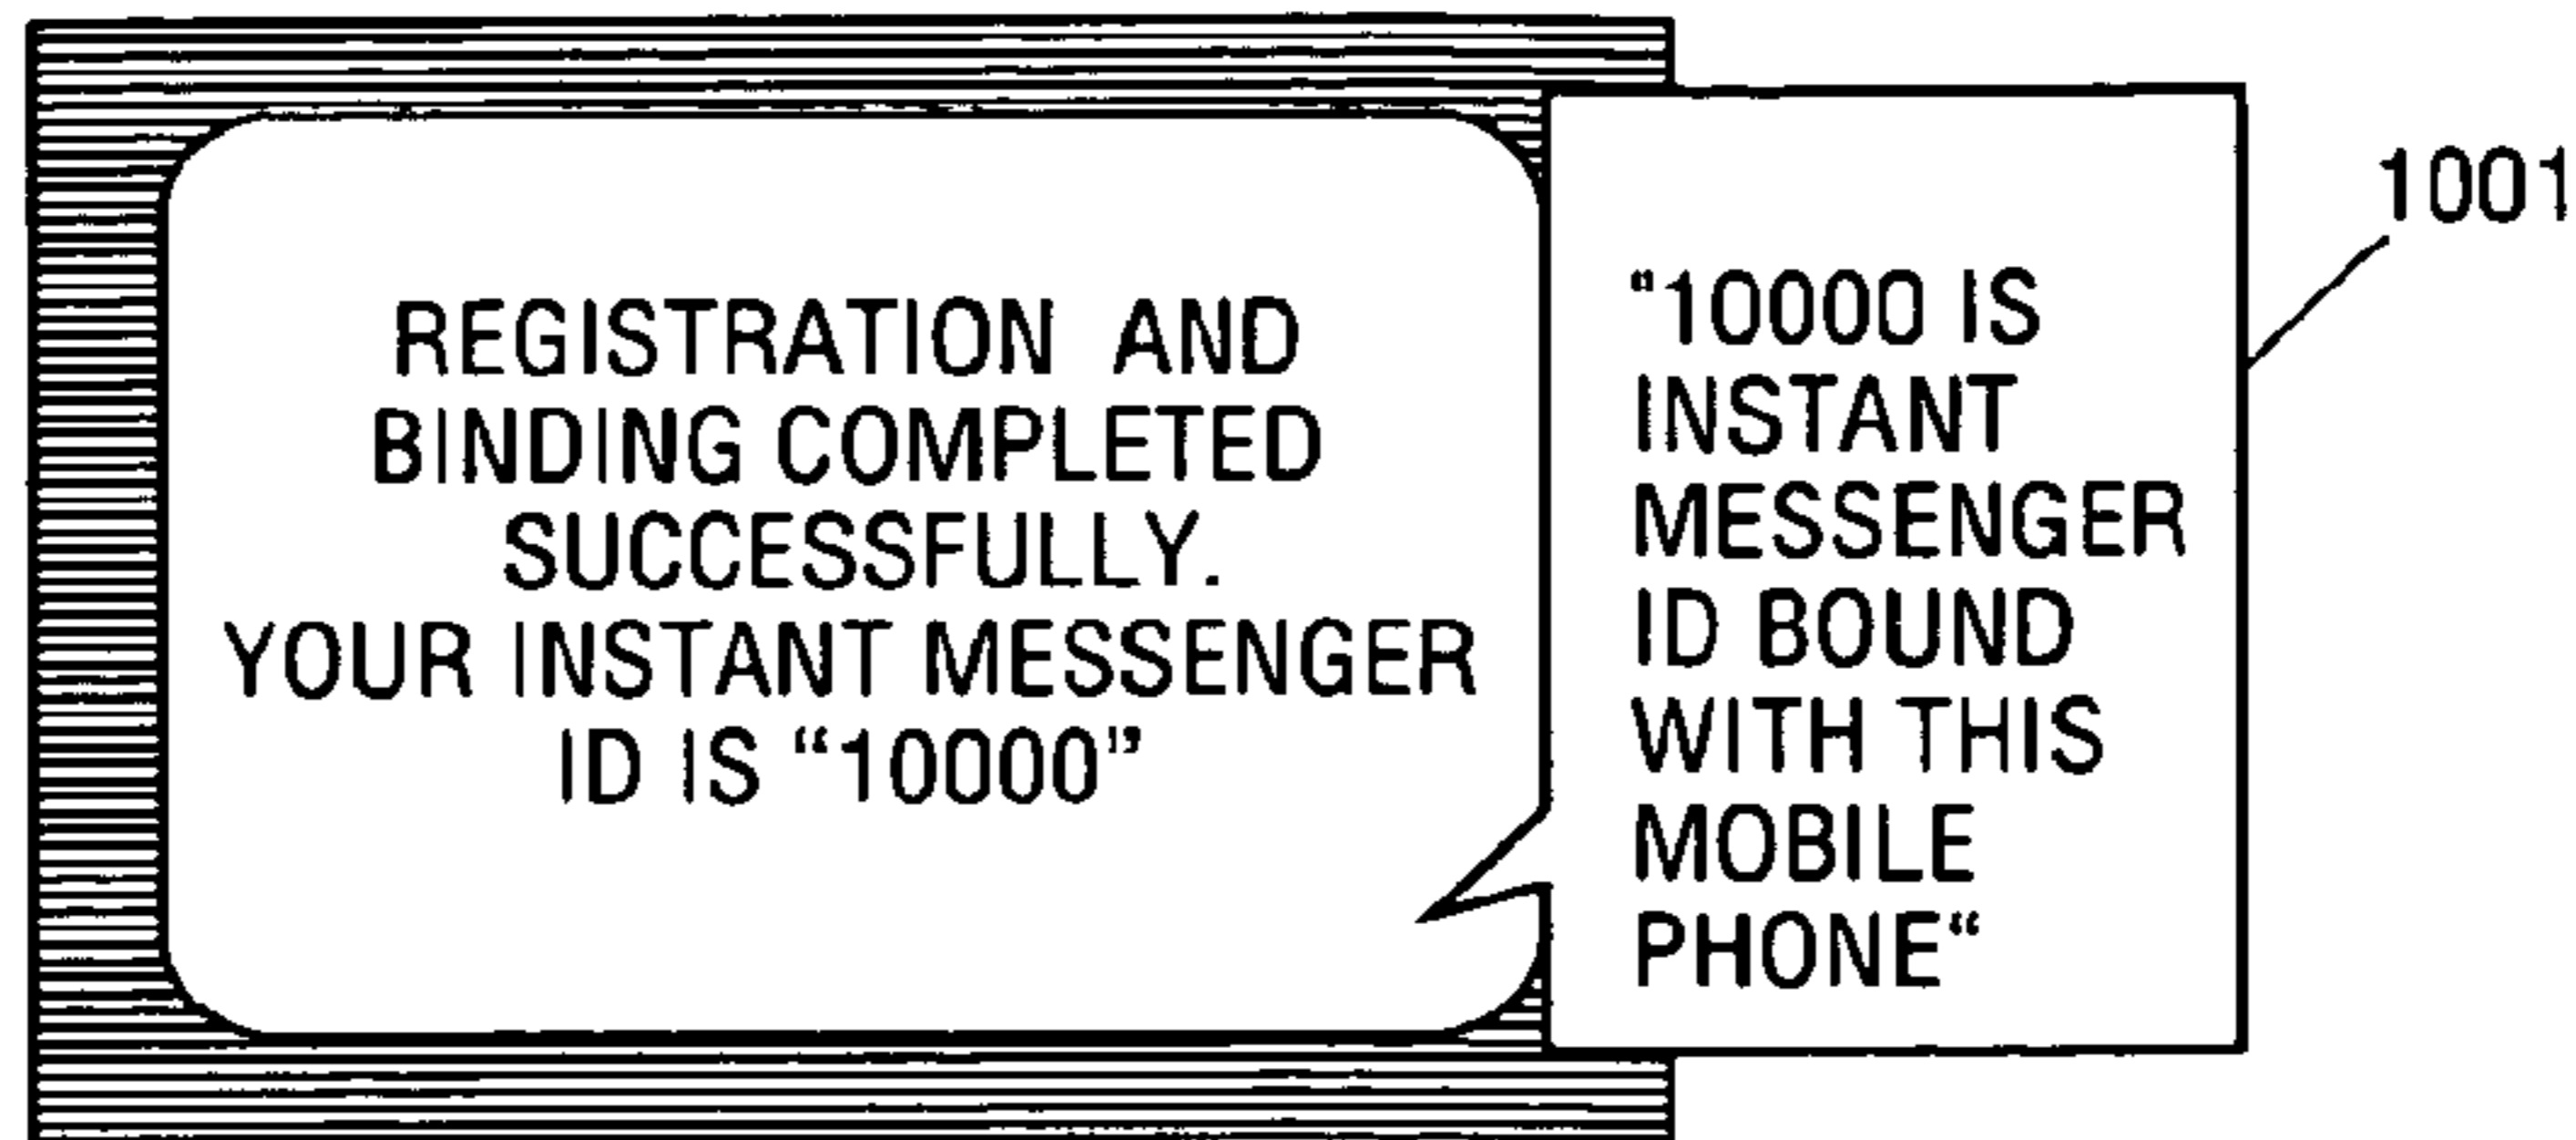 REGISTRATION AND
BINDING COMPLETED
SUCCESSFULLY.
YOUR INSTANT MESSENGER
ID IS “10000”
"10000 IS
INSTANT
MESSENGER
ID BOUND
WITH THIS
MOBILE
PHONE“
1001